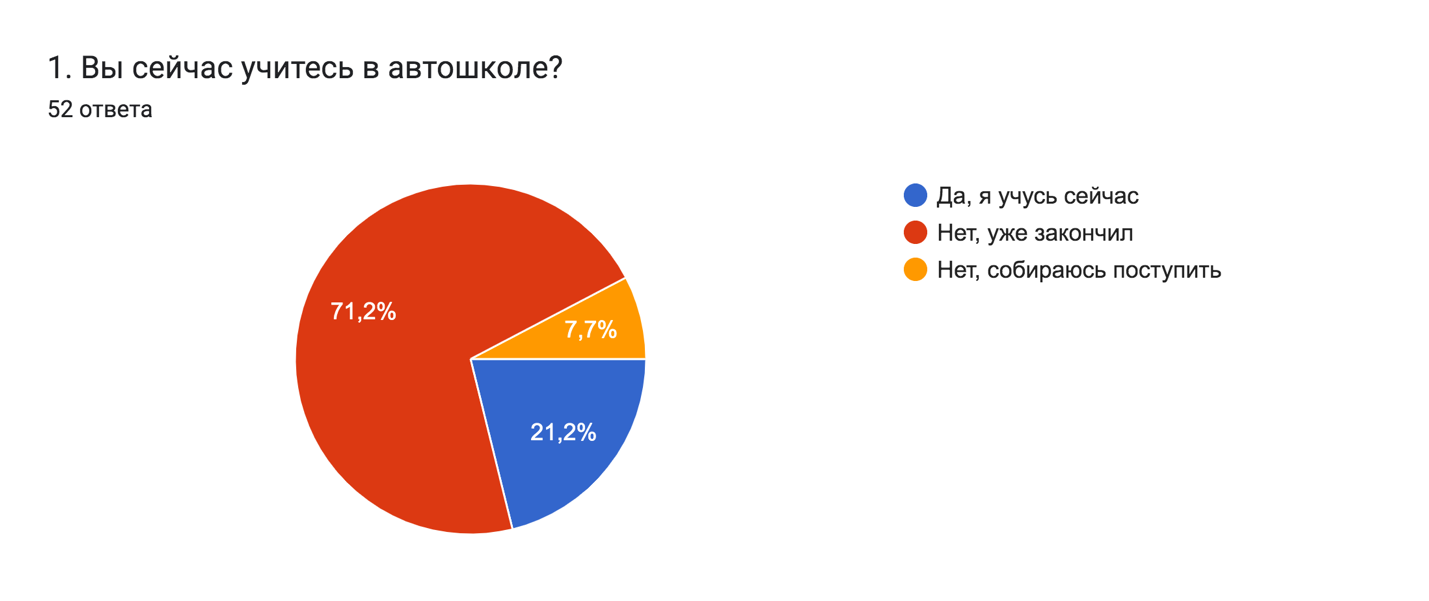 1. Вы сейчас учитесь в автошколе?
52 ответа
Да, я учусь сейчас
Нет, уже закончил
Нет, собираюсь поступить
71,2%
7,7%
21,2%